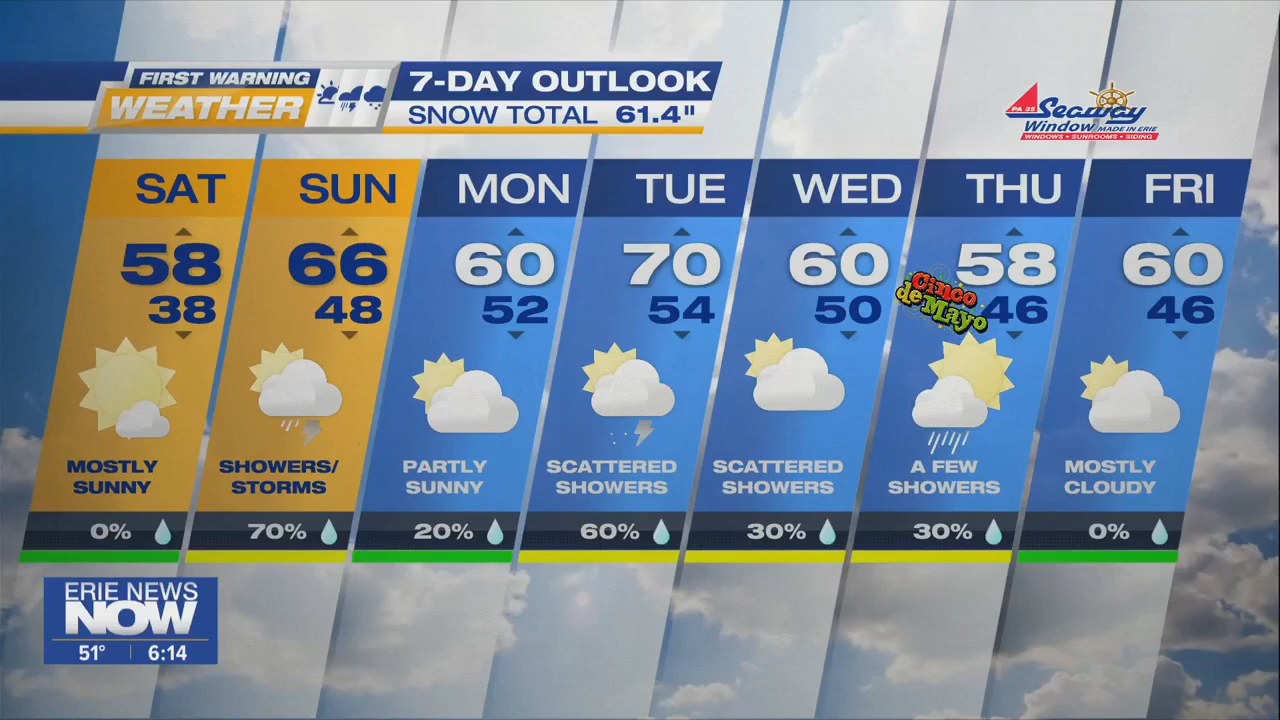 FIRST WARNING
WEATHER
7-DAY OUTLOOK
SNOW TOTAL 61.4"
PA 35
Seaway
Window MADE IN ERIE
WINDOWS • SUNROOMS • SIDING
SAT SUN MON TUE WED THU FRI
58 66 60 70 60 58 60
38 48 52 54 50 46 46
Cinco
de Mayo
MOSTLY
SUNNY
SHOWERS/
STORMS
PARTLY
SUNNY
SCATTERED
SHOWERS
SCATTERED
SHOWERS
A FEW
SHOWERS
MOSTLY
CLOUDY
0% 70% 20% 60% 30% 30% 0%
ERIE NEWS
NOW
51° 6:14